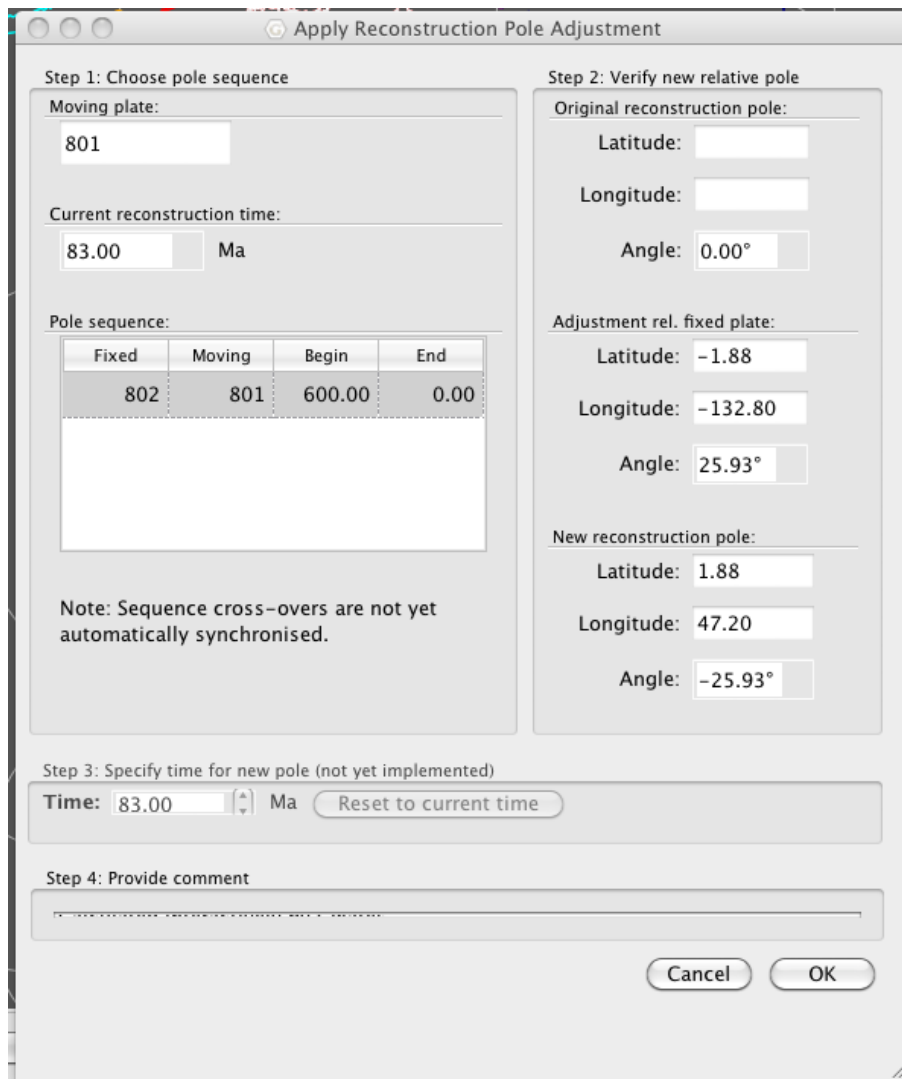 Apply Reconstruction Pole Adjustment
Step 1: Choose pole sequence
Moving plate:
801
Current reconstruction time:
83.00 Ma
Pole sequence:
Fixed Moving Begin End
802 801 600.00 0.00
Note: Sequence cross-overs are not yet
automatically synchronised.
Step 2: Verify new relative pole
Original reconstruction pole:
Latitude:
Longitude:
Angle: 0.00°
Adjustment rel. fixed plate:
Latitude: -1.88
Longitude: -132.80
Angle: 25.93°
New reconstruction pole:
Latitude: 1.88
Longitude: 47.20
Angle: -25.93°
Step 3: Specify time for new pole (not yet implemented)
Time: 83.00 Ma Reset to current time
Step 4: Provide comment
Cancel OK